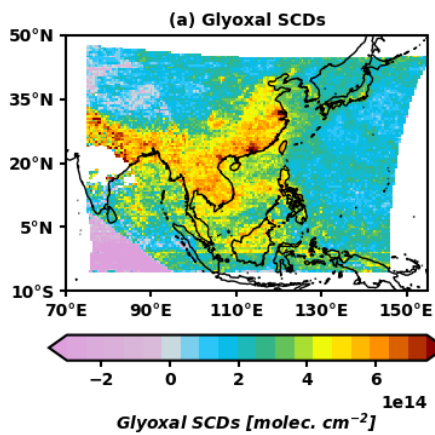 (a) Glyoxal SCDs
50°N
35°N
20°N
5°N
10°S
70°E 90°E 110°E 130°E 150°E
−2 0 2 4 6
1e14
Glyoxal SCDs [molec. cm⁻²]